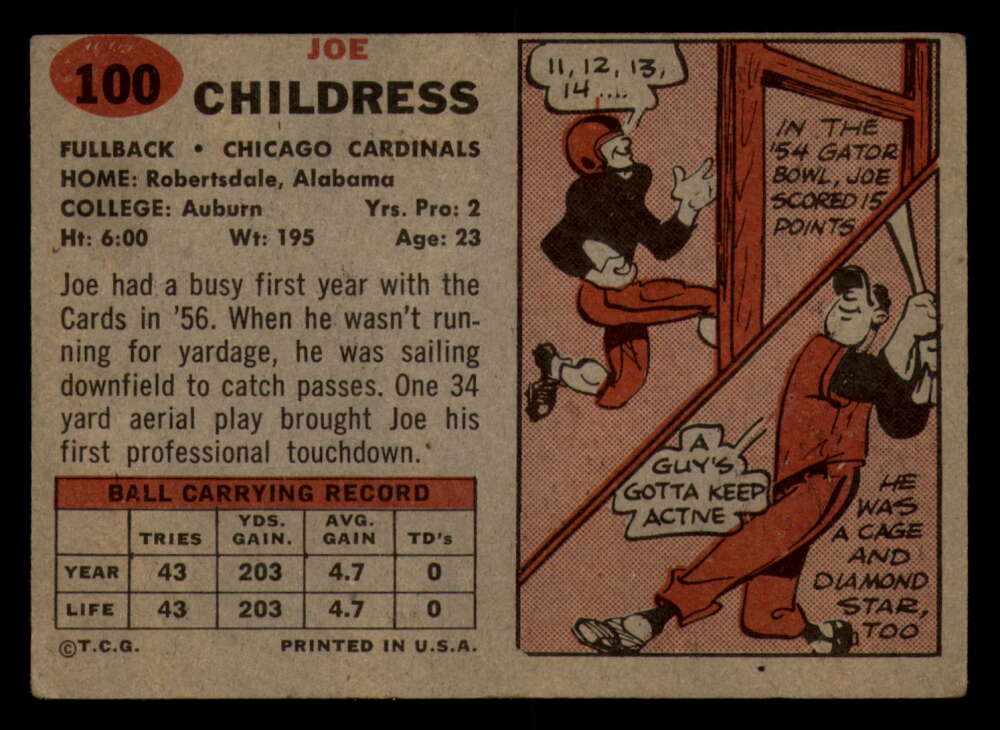 100
JOE
CHILDRESS
FULLBACK • CHICAGO CARDINALS
HOME: Robertsdale, Alabama
COLLEGE: Auburn Yrs. Pro: 2
Ht: 6:00 Wt: 195 Age: 23
Joe had a busy first year with the
Cards in '56. When he wasn't run-
ning for yardage, he was sailing
downfield to catch passes. One 34
yard aerial play brought Joe his
first professional touchdown.
BALL CARRYING RECORD
TRIES YDS. GAIN. AVG. GAIN TD's
YEAR 43 203 4.7 0
LIFE 43 203 4.7 0
©T.C.G. PRINTED IN U.S.A.
11, 12, 13,
14 ....
IN THE
'54 GATOR
BOWL, JOE
SCORED 15
POINTS
A
GUY'S
GOTTA KEEP
ACTIVE
HE
WAS
A CAGE
AND
DIAMOND
STAR,
TOO